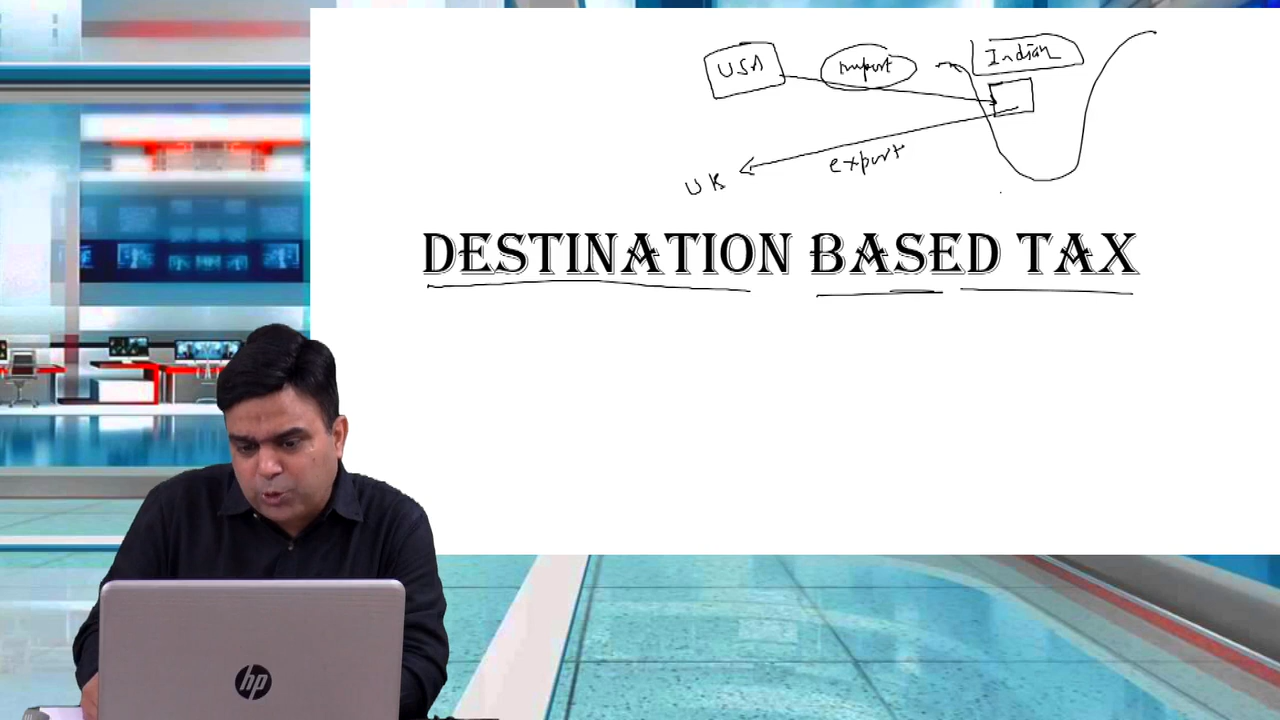 USA import Indian
export
UK
DESTINATION BASED TAX
hp